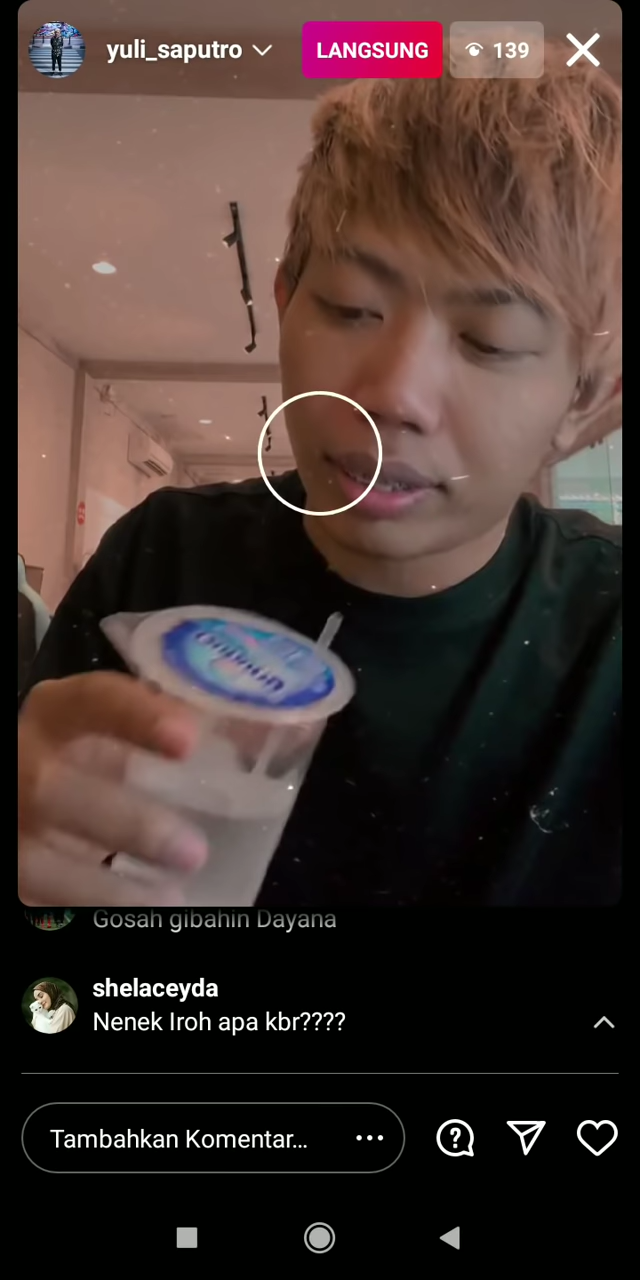 yuli_saputro
LANGSUNG
139
Gosah gibahin Dayana
shelaceyda
Nenek Iroh apa kbr????
Tambahkan Komentar...